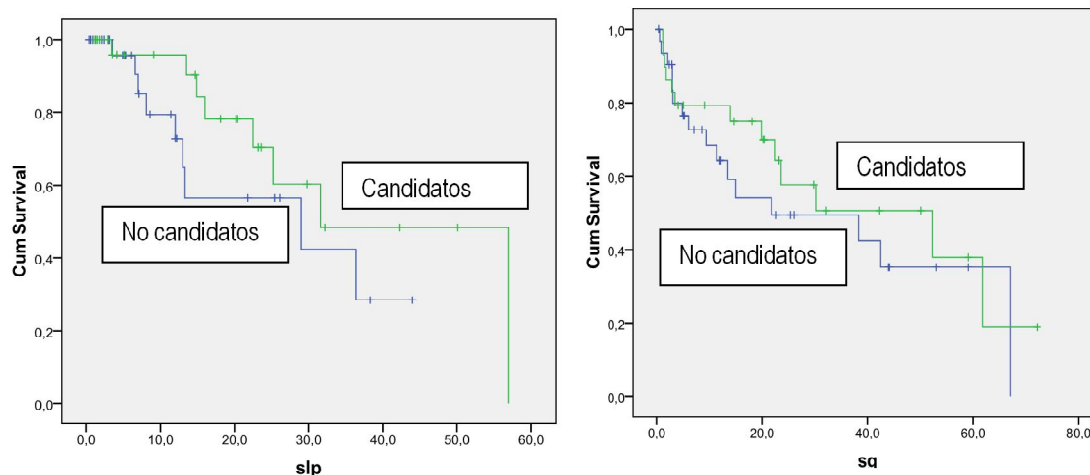 1,0
0,8
0,6
0,4
0,2
0,0
Cum Survival
Candidatos
No candidatos
0,0 10,0 20,0 30,0 40,0 50,0 60,0
slp
1,0
0,8
0,6
0,4
0,2
0,0
Cum Survival
Candidatos
No candidatos
0,0 20,0 40,0 60,0 80,0
sg